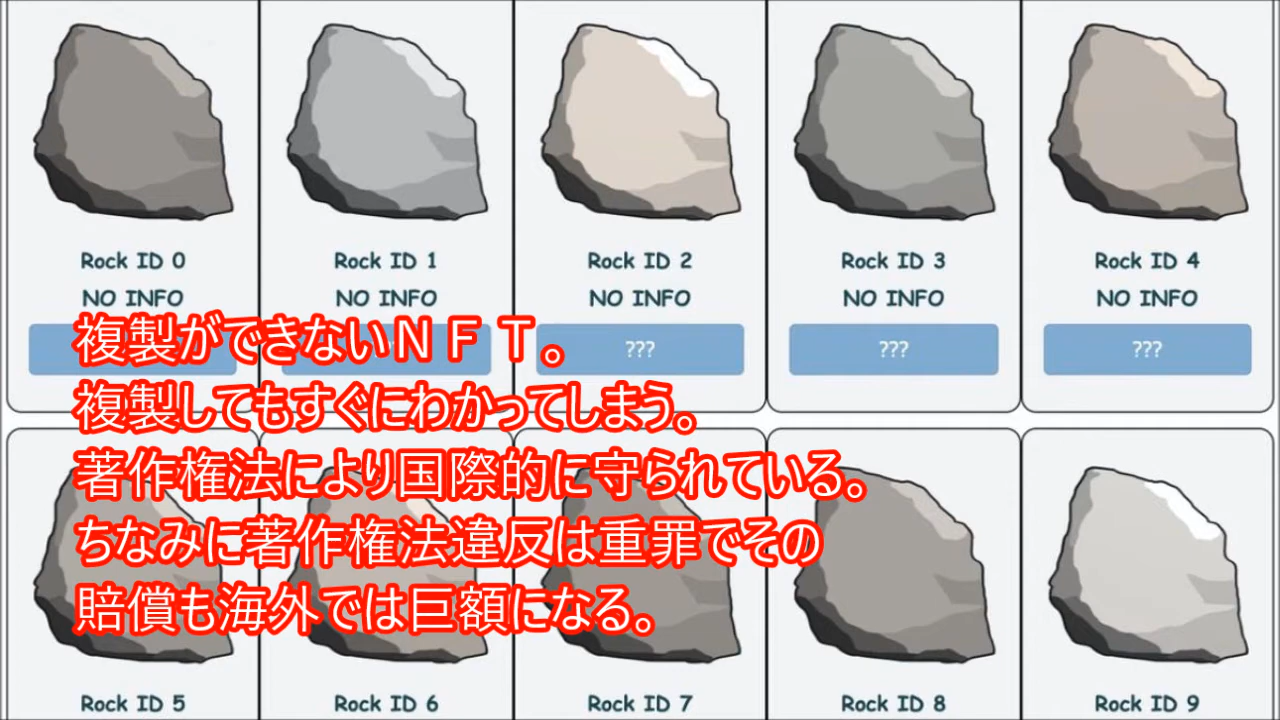 Rock ID 0
Rock ID 1
Rock ID 2
Rock ID 3
Rock ID 4
NO INFO
NO INFO
NO INFO
NO INFO
NO INFO
???
???
???
複製ができないＮＦＴ。
複製してもすぐにわかってしまう。
著作権法により国際的に守られている。
ちなみに著作権法違反は重罪でその
賠償も海外では巨額になる。
Rock ID 5
Rock ID 6
Rock ID 7
Rock ID 8
Rock ID 9